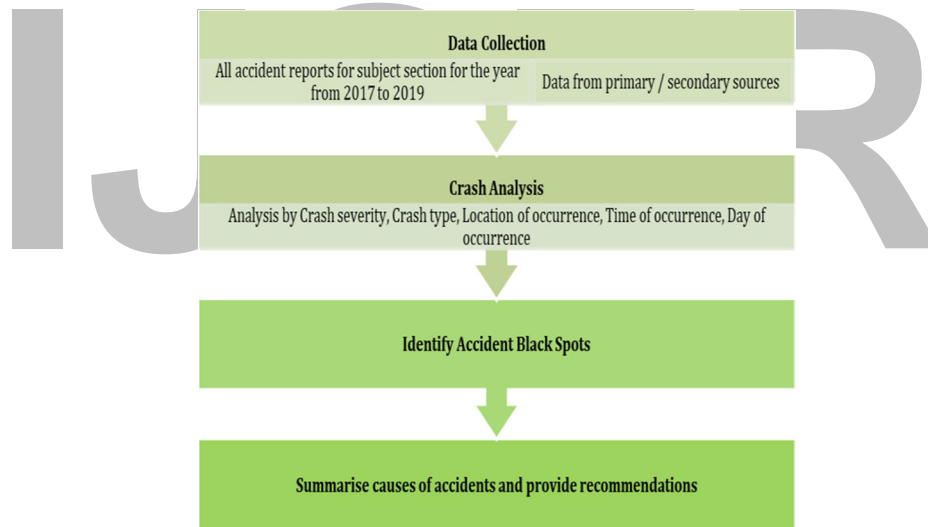 Data Collection
All accident reports for subject section for the year
from 2017 to 2019
Data from primary / secondary sources
Crash Analysis
Analysis by Crash severity, Crash type, Location of occurrence, Time of occurrence, Day of
occurrence
Identify Accident Black Spots
Summarise causes of accidents and provide recommendations